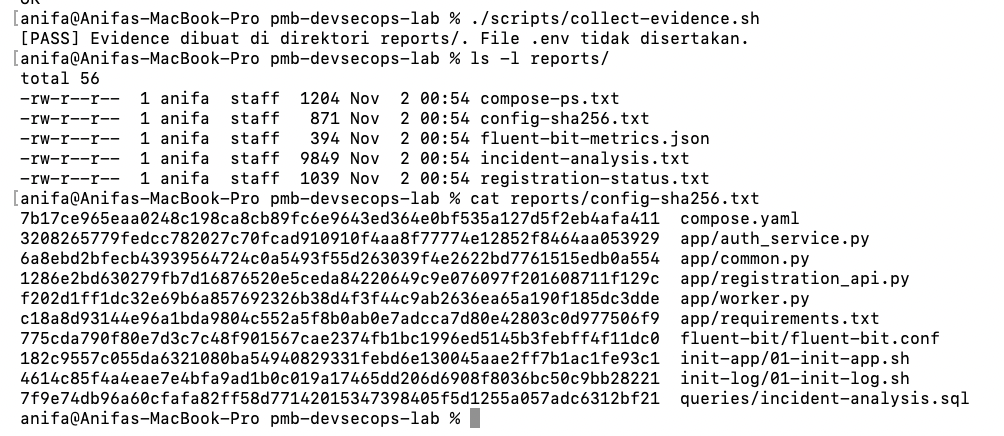 OK
[anifa@Anifas-MacBook-Pro pmb-devsecops-lab % ./scripts/collect-evidence.sh
[PASS] Evidence dibuat di direktori reports/. File .env tidak disertakan.
[anifa@Anifas-MacBook-Pro pmb-devsecops-lab % ls -l reports/
total 56
-rw-r--r--  1 anifa  staff  1204 Nov  2 00:54 compose-ps.txt
-rw-r--r--  1 anifa  staff   871 Nov  2 00:54 config-sha256.txt
-rw-r--r--  1 anifa  staff   394 Nov  2 00:54 fluent-bit-metrics.json
-rw-r--r--  1 anifa  staff  9849 Nov  2 00:54 incident-analysis.txt
-rw-r--r--  1 anifa  staff  1039 Nov  2 00:54 registration-status.txt
[anifa@Anifas-MacBook-Pro pmb-devsecops-lab % cat reports/config-sha256.txt
7b17ce965eaa0248c198ca8cb89fc6e9643ed364e0bf535a127d5f2eb4afa411  compose.yaml
3208265779fedcc782027c70fcad910910f4aa8f77774e12852f8464aa053929  app/auth_service.py
6a8ebd2bfecb43939564724c0a5493f55d263039f4e2622bd7761515edb0a554  app/common.py
1286e2bd630279fb7d16876520e5ceda84220649c9e076097f201608711f129c  app/registration_api.py
f202d1ff1dc32e69b6a857692326b38d4f3f44c9ab2636ea65a190f185dc3dde  app/worker.py
c18a8d93144e96a1bda9804c552a5f8b0ab0e7adcca7d80e42803c0d977506f9  app/requirements.txt
775cda790f80e7d3c7c48f901567cae2374fb1bc1996ed5145b3febff4f11dc0  fluent-bit/fluent-bit.conf
182c9557c055da6321080ba54940829331febd6e130045aae2ff7b1ac1fe93c1  init-app/01-init-app.sh
4614c85f4a4eae7e4bfa9ad1b0c019a17465dd206d6908f8036bc50c9bb28221  init-log/01-init-log.sh
7f9e74db96a60cfafa82ff58d77142015347398405f5d1255a057adc6312bf21  queries/incident-analysis.sql
anifa@Anifas-MacBook-Pro pmb-devsecops-lab %